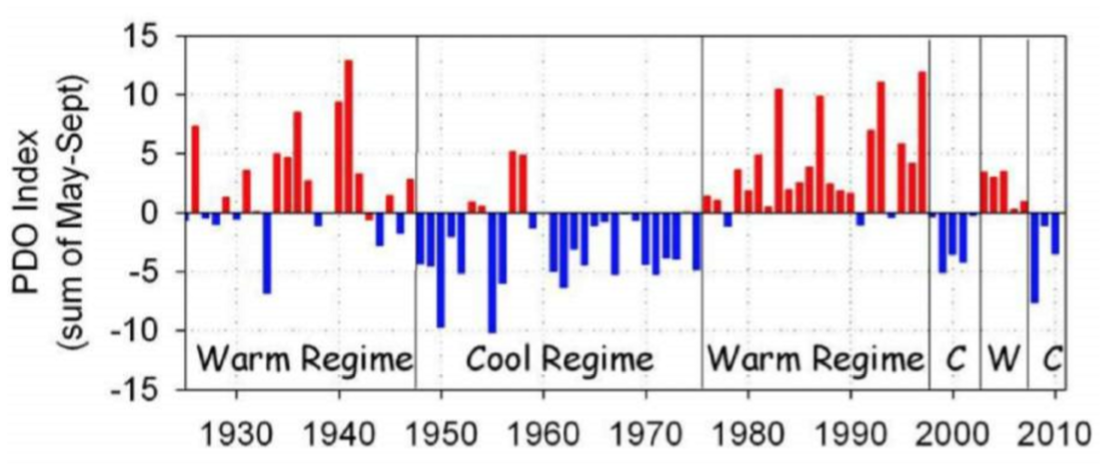 PDO Index
(sum of May-Sept)
15
10
5
0
-5
-10
-15
Warm Regime
Cool Regime
Warm Regime
C
W
C
1930 1940 1950 1960 1970 1980 1990 2000 2010